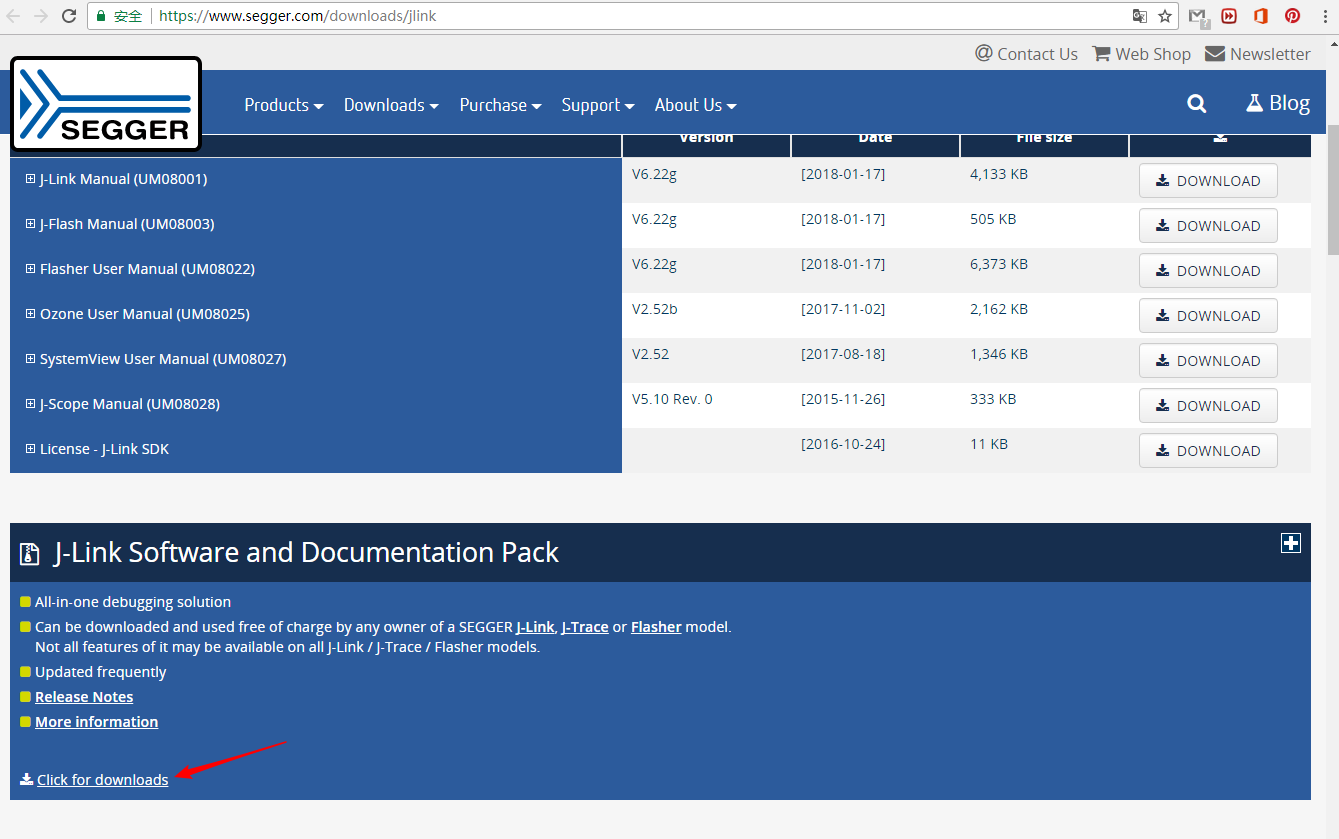 安全 https://www.segger.com/downloads/jlink
Contact Us Web Shop Newsletter
SEGGER
Products Downloads Purchase Support About Us Blog
Version Date File size
J-Link Manual (UM08001) V6.22g [2018-01-17] 4,133 KB DOWNLOAD
J-Flash Manual (UM08003) V6.22g [2018-01-17] 505 KB DOWNLOAD
Flasher User Manual (UM08022) V6.22g [2018-01-17] 6,373 KB DOWNLOAD
Ozone User Manual (UM08025) V2.52b [2017-11-02] 2,162 KB DOWNLOAD
SystemView User Manual (UM08027) V2.52 [2017-08-18] 1,346 KB DOWNLOAD
J-Scope Manual (UM08028) V5.10 Rev. 0 [2015-11-26] 333 KB DOWNLOAD
License - J-Link SDK [2016-10-24] 11 KB DOWNLOAD
J-Link Software and Documentation Pack
All-in-one debugging solution
Can be downloaded and used free of charge by any owner of a SEGGER J-Link, J-Trace or Flasher model.
Not all features of it may be available on all J-Link / J-Trace / Flasher models.
Updated frequently
Release Notes
More information
Click for downloads